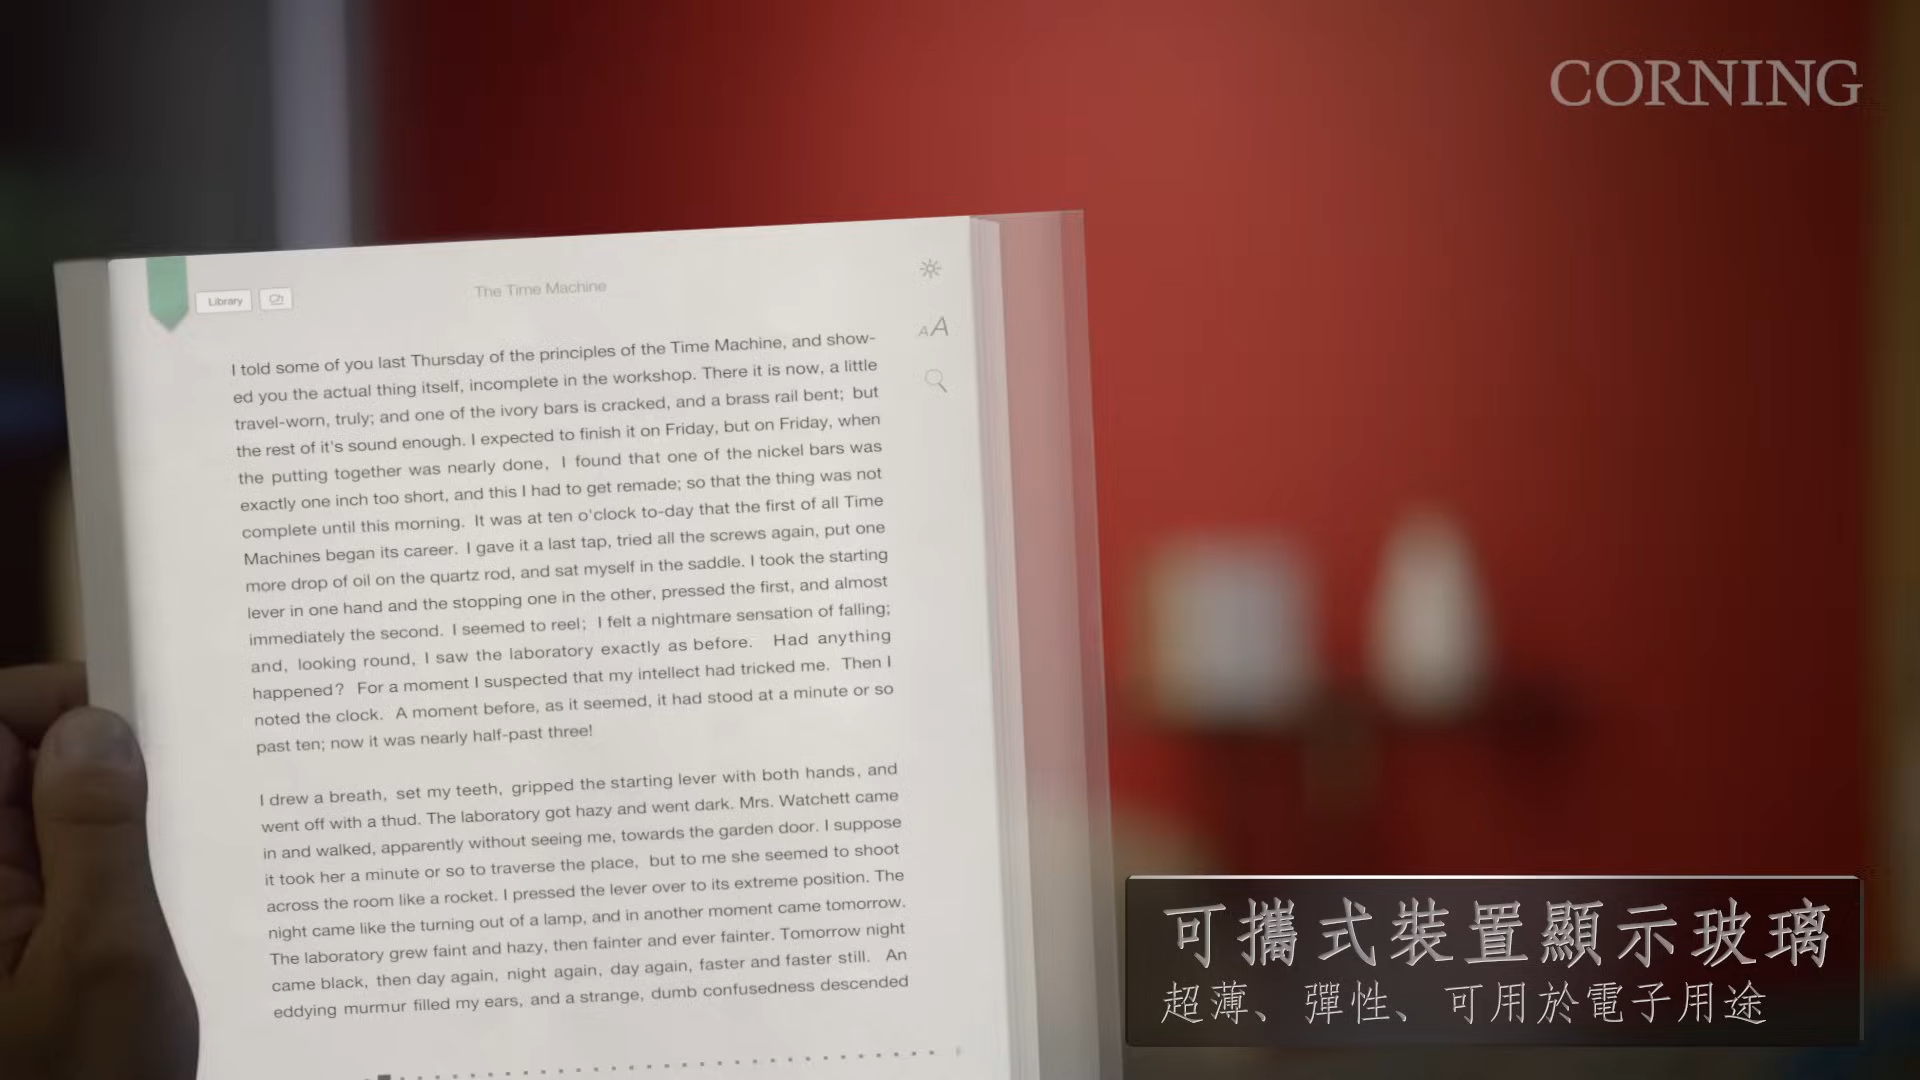 CORNING
Library
The Time Machine
AA
I told some of you last Thursday of the principles of the Time Machine, and show-
ed you the actual thing itself, incomplete in the workshop. There it is now, a little
travel-worn, truly; and one of the ivory bars is cracked, and a brass rail bent; but
the rest of it's sound enough. I expected to finish it on Friday, but on Friday, when
the putting together was nearly done, I found that one of the nickel bars was
exactly one inch too short, and this I had to get remade; so that the thing was not
complete until this morning. It was at ten o'clock to-day that the first of all Time
Machines began its career. I gave it a last tap, tried all the screws again, put one
more drop of oil on the quartz rod, and sat myself in the saddle. I took the starting
lever in one hand and the stopping one in the other, pressed the first, and almost
immediately the second. I seemed to reel; I felt a nightmare sensation of falling;
and, looking round, I saw the laboratory exactly as before. Had anything
happened? For a moment I suspected that my intellect had tricked me. Then I
noted the clock. A moment before, as it seemed, it had stood at a minute or so
past ten; now it was nearly half-past three!
I drew a breath, set my teeth, gripped the starting lever with both hands, and
went off with a thud. The laboratory got hazy and went dark. Mrs. Watchett came
in and walked, apparently without seeing me, towards the garden door. I suppose
it took her a minute or so to traverse the place, but to me she seemed to shoot
across the room like a rocket. I pressed the lever over to its extreme position. The
night came like the turning out of a lamp, and in another moment came tomorrow.
The laboratory grew faint and hazy, then fainter and ever fainter. Tomorrow night
came black, then day again, night again, day again, faster and faster still. An
eddying murmur filled my ears, and a strange, dumb confusedness descended
可攜式裝置顯示玻璃
超薄、彈性、可用於電子用途